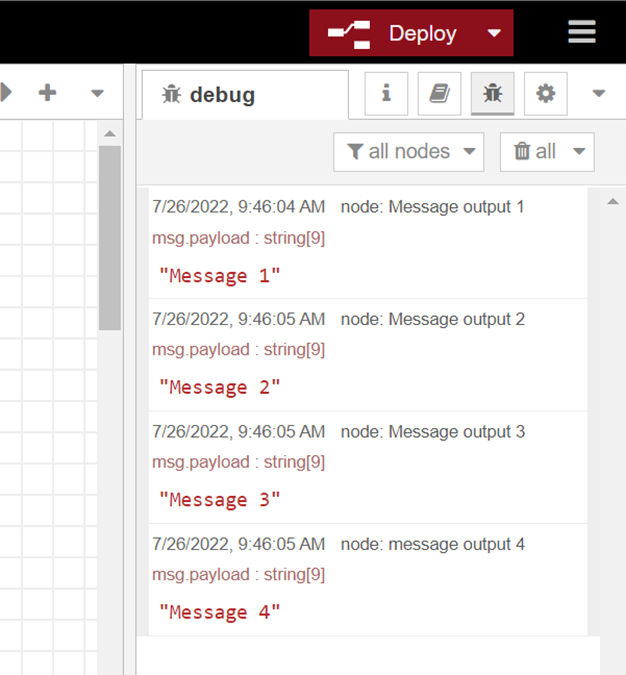 Deploy
debug
all nodes
all
7/26/2022, 9:46:04 AM node: Message output 1
msg.payload : string[9]
"Message 1"
7/26/2022, 9:46:05 AM node: Message output 2
msg.payload : string[9]
"Message 2"
7/26/2022, 9:46:05 AM node: Message output 3
msg.payload : string[9]
"Message 3"
7/26/2022, 9:46:05 AM node: message output 4
msg.payload : string[9]
"Message 4"